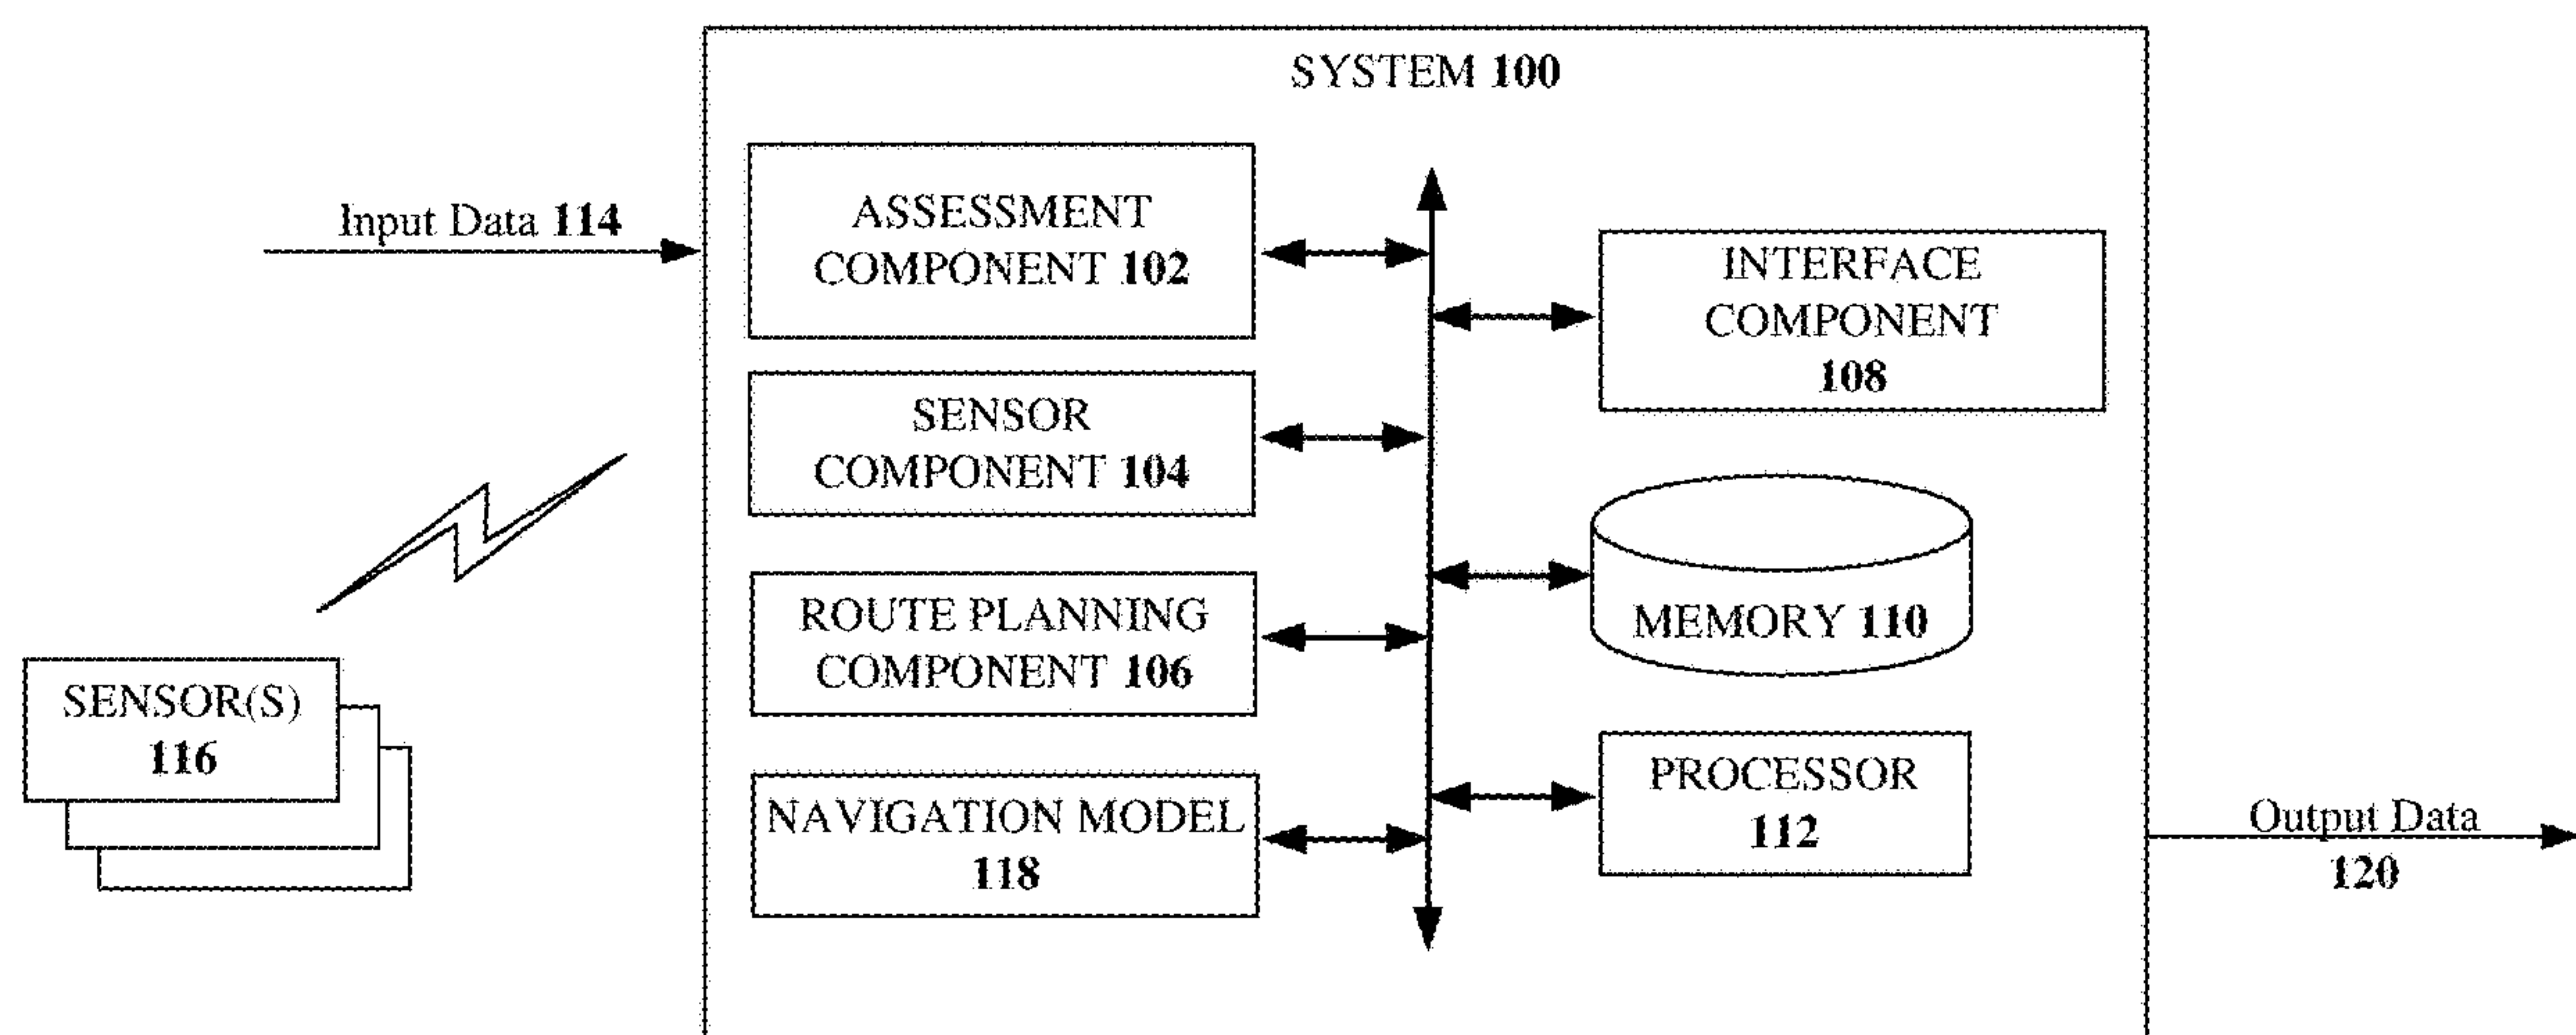 SYSTEM 100
Input Data 114
ASSESSMENT
COMPONENT 102
INTERFACE
COMPONENT
108
SENSOR
COMPONENT 104
ROUTE PLANNING
COMPONENT 106
MEMORY 110
SENSOR(S)
116
NAVIGATION MODEL
118
PROCESSOR
112
Output Data
120